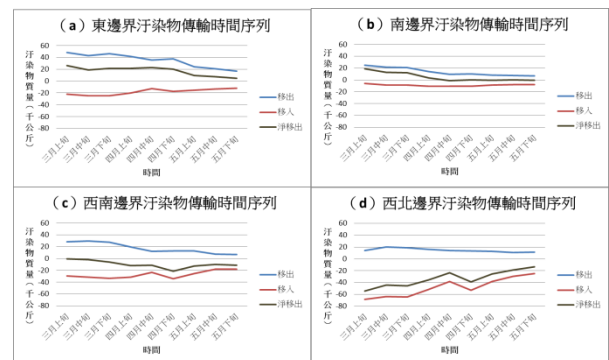 （a）東邊界汙染物傳輸時間序列
汙染物質量（千公斤）
60
40
20
0
-20
-40
-60
-80
三月上旬
三月中旬
三月下旬
四月上旬
四月中旬
四月下旬
五月上旬
五月中旬
五月下旬
時間
移出
移入
淨移出
（b）南邊界汙染物傳輸時間序列
汙染物質量（千公斤）
60
40
20
0
-20
-40
-60
-80
三月上旬
三月中旬
三月下旬
四月上旬
四月中旬
四月下旬
五月上旬
五月中旬
五月下旬
時間
移出
移入
淨移出
（c）西南邊界汙染物傳輸時間序列
汙染物質量（千公斤）
60
40
20
0
-20
-40
-60
-80
三月上旬
三月中旬
三月下旬
四月上旬
四月中旬
四月下旬
五月上旬
五月中旬
五月下旬
時間
移出
移入
淨移出
（d）西北邊界汙染物傳輸時間序列
汙染物質量（千公斤）
60
40
20
0
-20
-40
-60
-80
三月上旬
三月中旬
三月下旬
四月上旬
四月中旬
四月下旬
五月上旬
五月中旬
五月下旬
時間
移出
移入
淨移出